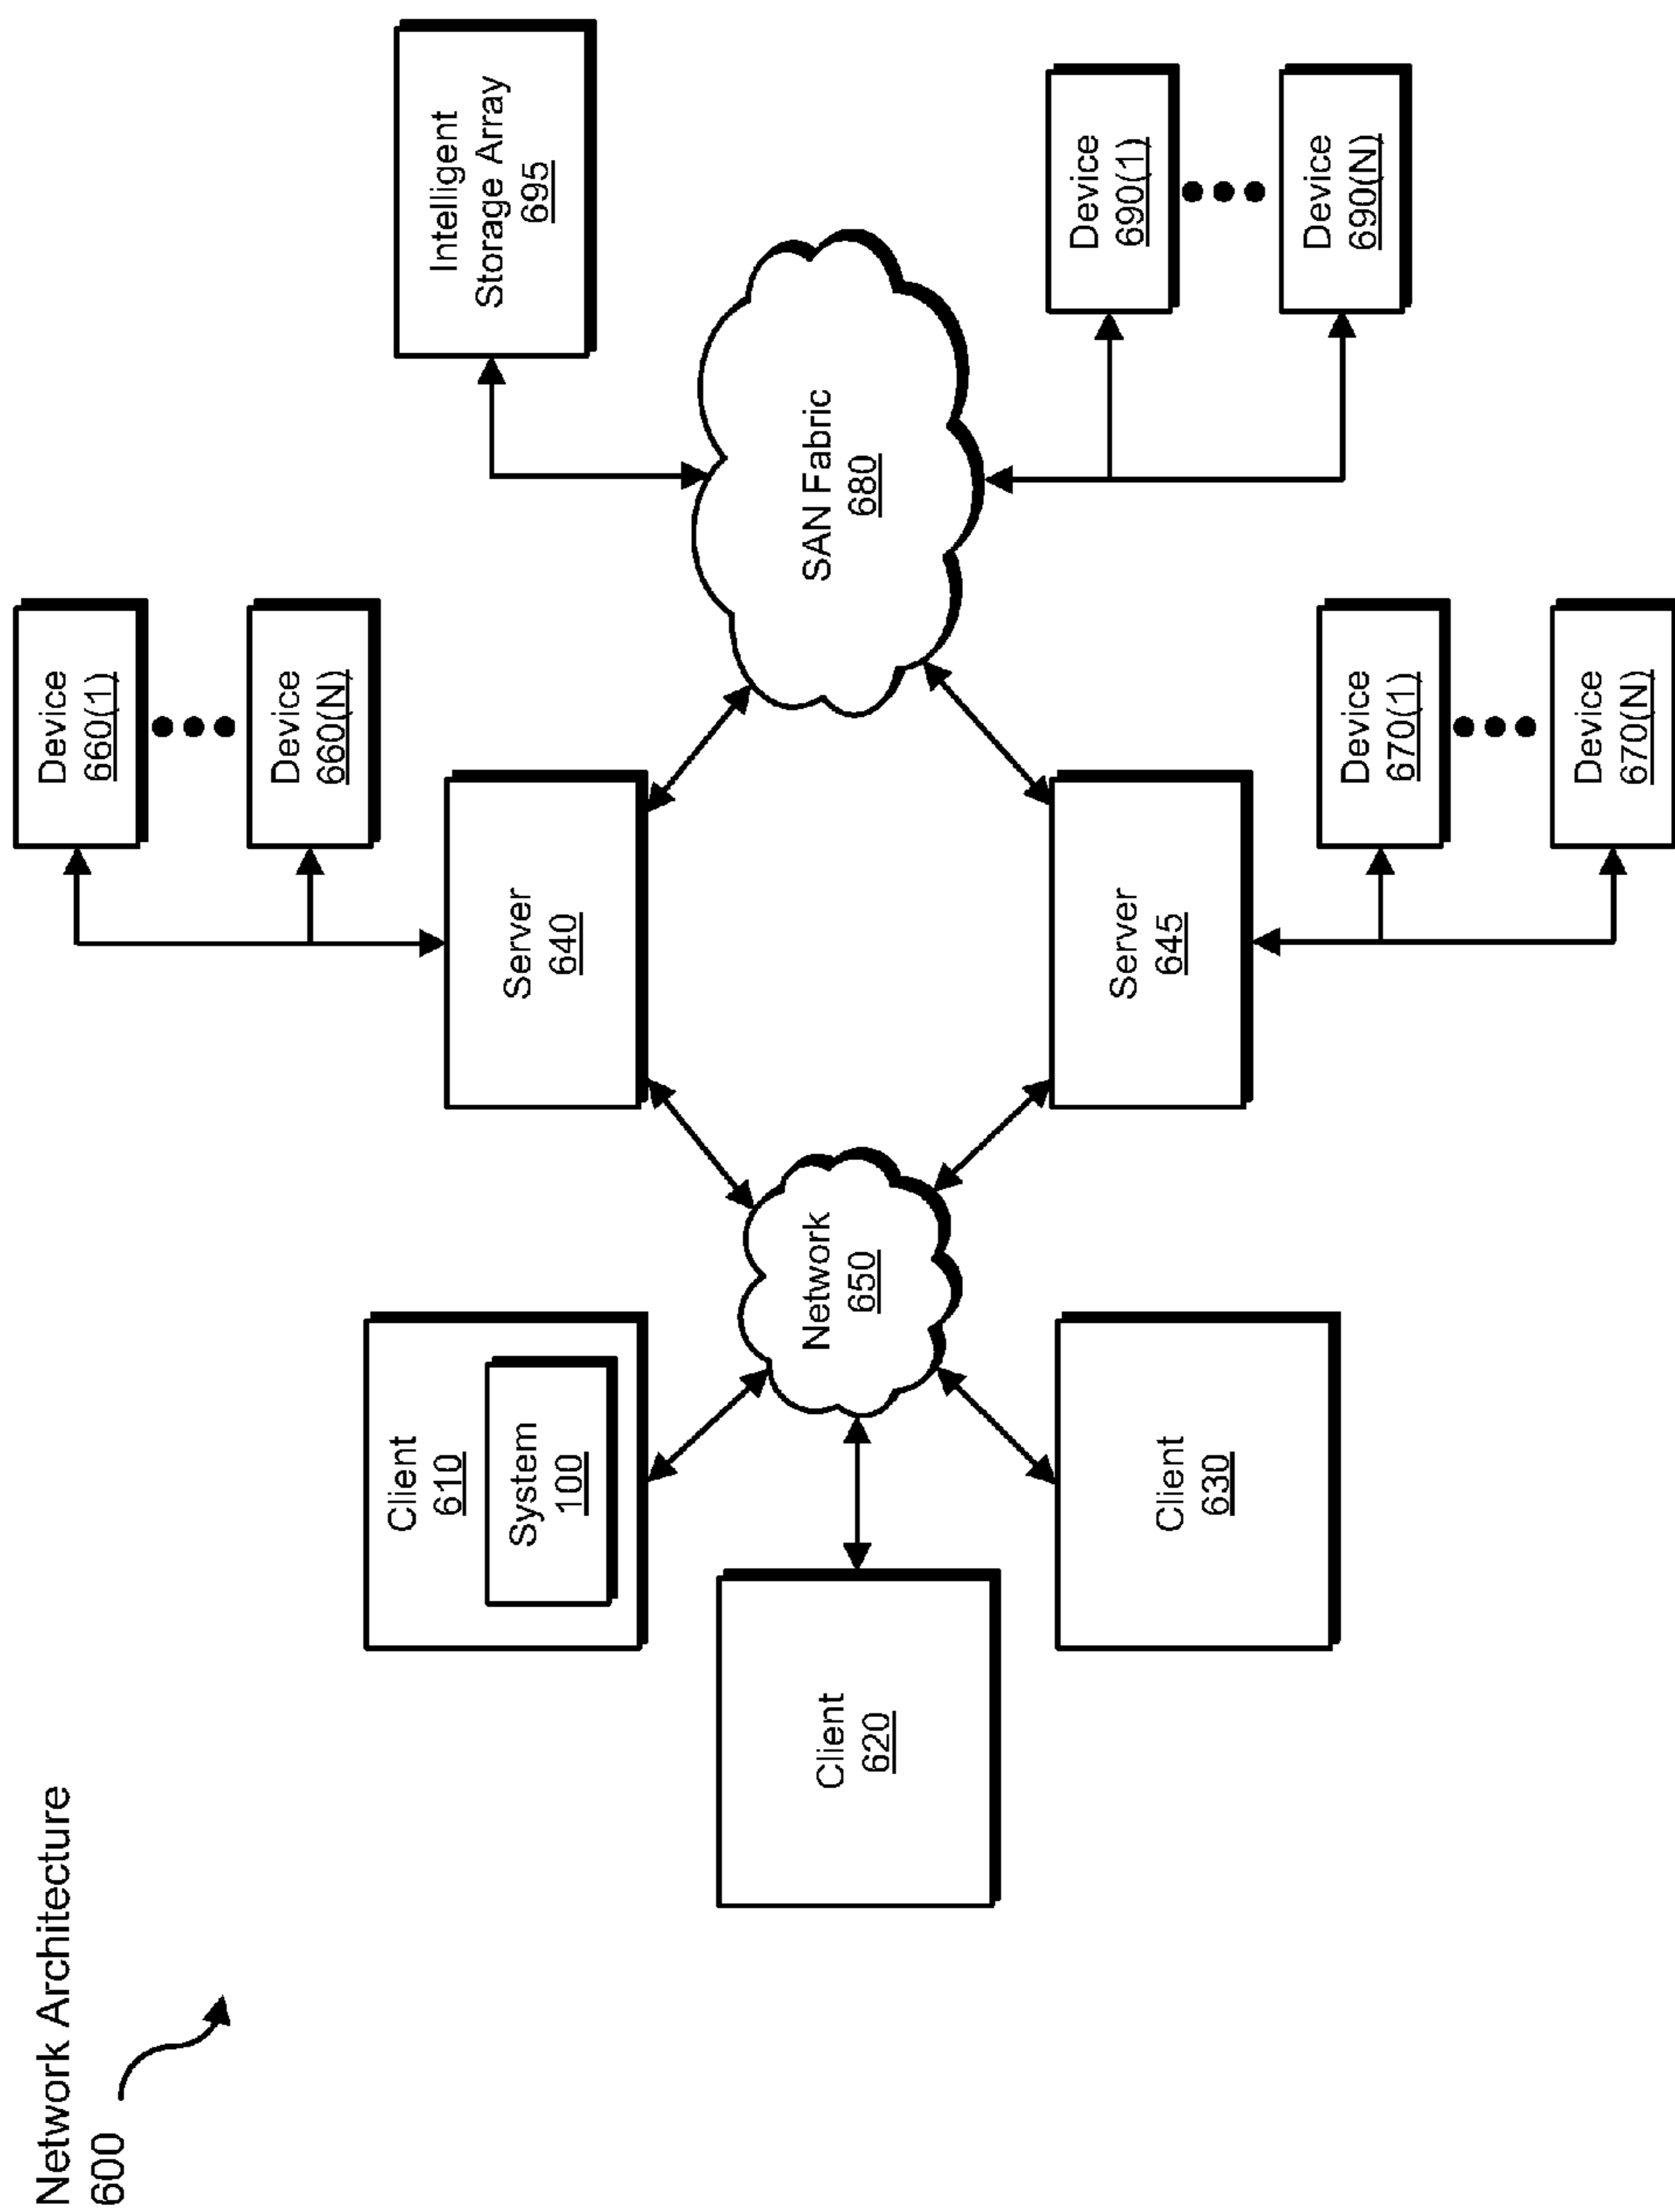 Network Architecture
600
Client
610
System
100
Client
620
Client
630
Network
650
Server
640
Server
645
Device
660(1)
Device
660(N)
Device
670(1)
Device
670(N)
SAN Fabric
680
Intelligent
Storage Array
695
Device
690(1)
Device
690(N)